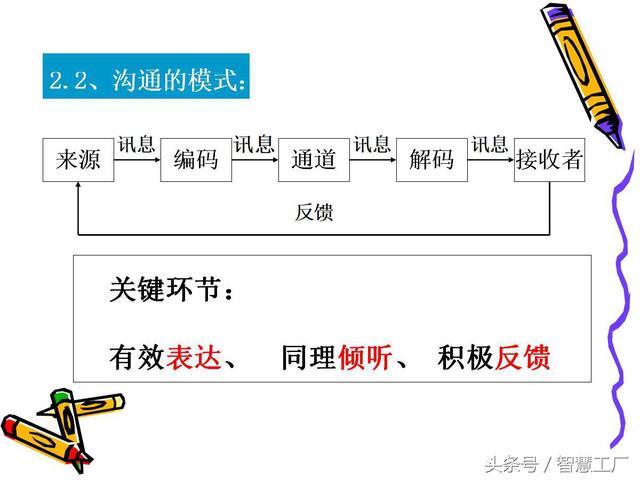 2.2、沟通的模式：
讯息 讯息 讯息 讯息
来源 编码 通道 解码 接收者
反馈
关键环节：
有效表达、 同理倾听、 积极反馈
头条号／智慧工厂